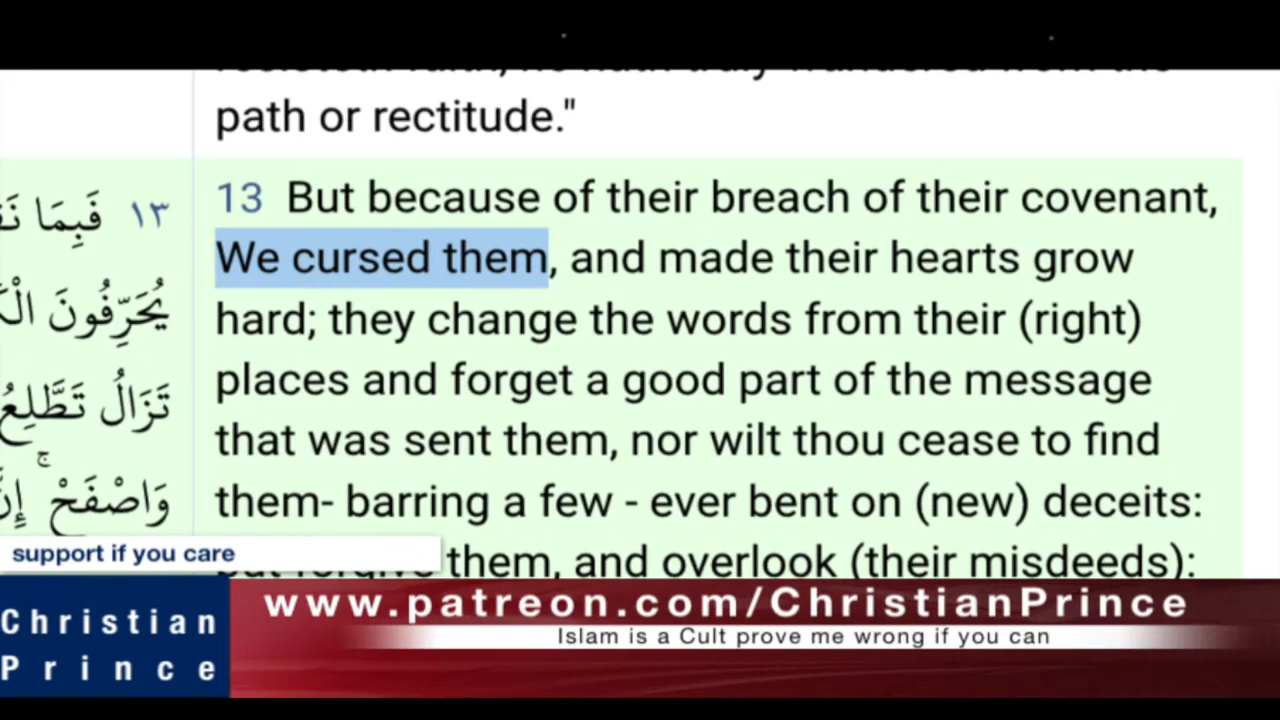 path or rectitude."
13 But because of their breach of their covenant,
We cursed them, and made their hearts grow
hard; they change the words from their (right)
places and forget a good part of the message
that was sent them, nor wilt thou cease to find
them- barring a few - ever bent on (new) deceits:
but forgive them, and overlook (their misdeeds):
١٣ فَبِمَا
يُحَرِّفُونَ
تَزَالُ تَطَّلِعُ
وَاصْفَحْ ۚ
support if you care
Christian
Prince
www.patreon.com/ChristianPrince
Islam is a Cult prove me wrong if you can